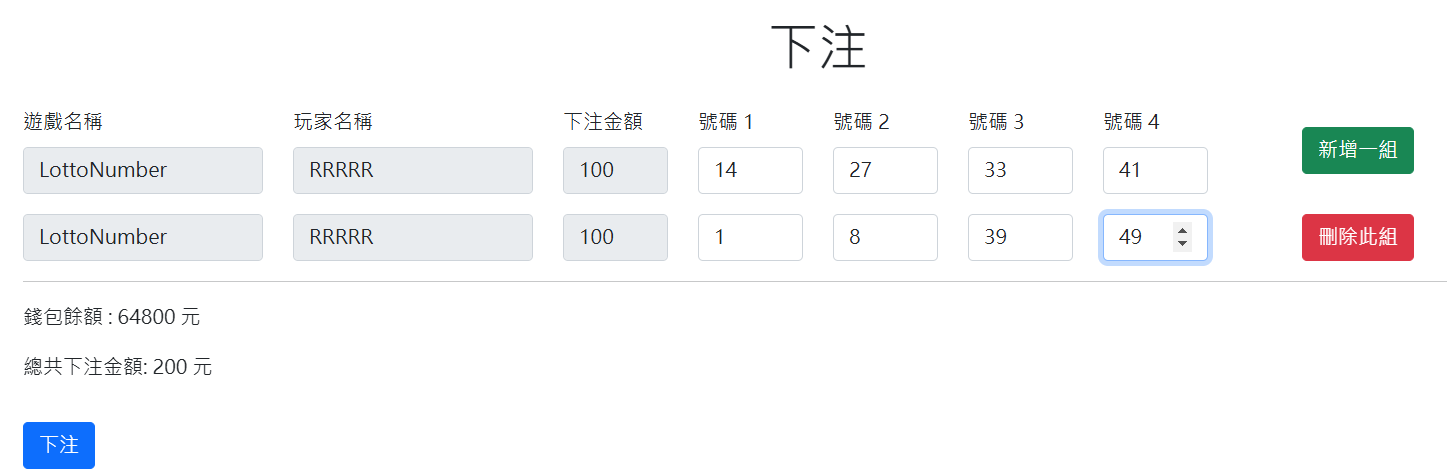 下注
遊戲名稱 玩家名稱 下注金額 號碼 1 號碼 2 號碼 3 號碼 4
新增一組
LottoNumber RRRRR 100 14 27 33 41
LottoNumber RRRRR 100 1 8 39 49 刪除此組
錢包餘額 : 64800 元
總共下注金額: 200 元
下注